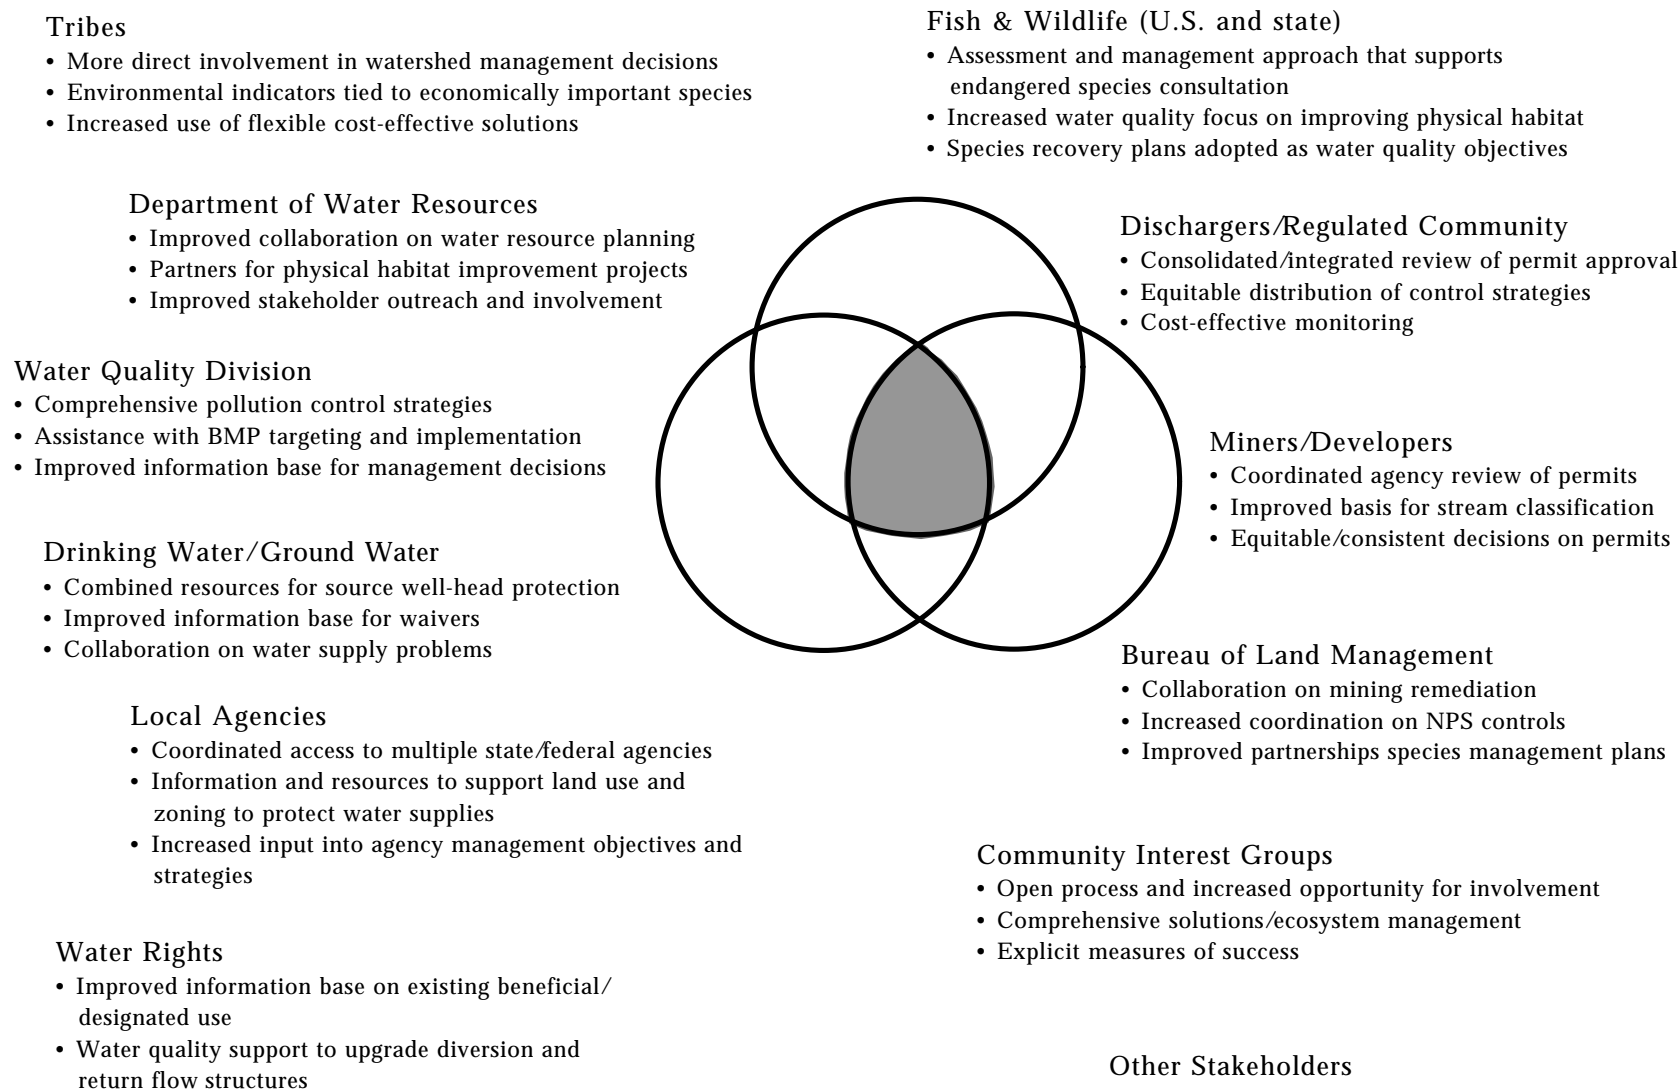 Tribes
• More direct involvement in watershed management decisions
• Environmental indicators tied to economically important species
• Increased use of flexible cost-effective solutions
Fish & Wildlife (U.S. and state)
• Assessment and management approach that supports
endangered species consultation
• Increased water quality focus on improving physical habitat
• Species recovery plans adopted as water quality objectives
Department of Water Resources
• Improved collaboration on water resource planning
• Partners for physical habitat improvement projects
• Improved stakeholder outreach and involvement
Dischargers/Regulated Community
• Consolidated/integrated review of permit approval
• Equitable distribution of control strategies
• Cost-effective monitoring
Water Quality Division
• Comprehensive pollution control strategies
• Assistance with BMP targeting and implementation
• Improved information base for management decisions
Miners/Developers
• Coordinated agency review of permits
• Improved basis for stream classification
• Equitable/consistent decisions on permits
Drinking Water/Ground Water
• Combined resources for source well-head protection
• Improved information base for waivers
• Collaboration on water supply problems
Bureau of Land Management
• Collaboration on mining remediation
• Increased coordination on NPS controls
• Improved partnerships species management plans
Local Agencies
• Coordinated access to multiple state/federal agencies
• Information and resources to support land use and
zoning to protect water supplies
• Increased input into agency management objectives and
strategies
Community Interest Groups
• Open process and increased opportunity for involvement
• Comprehensive solutions/ecosystem management
• Explicit measures of success
Water Rights
• Improved information base on existing beneficial/
designated use
• Water quality support to upgrade diversion and
return flow structures
Other Stakeholders